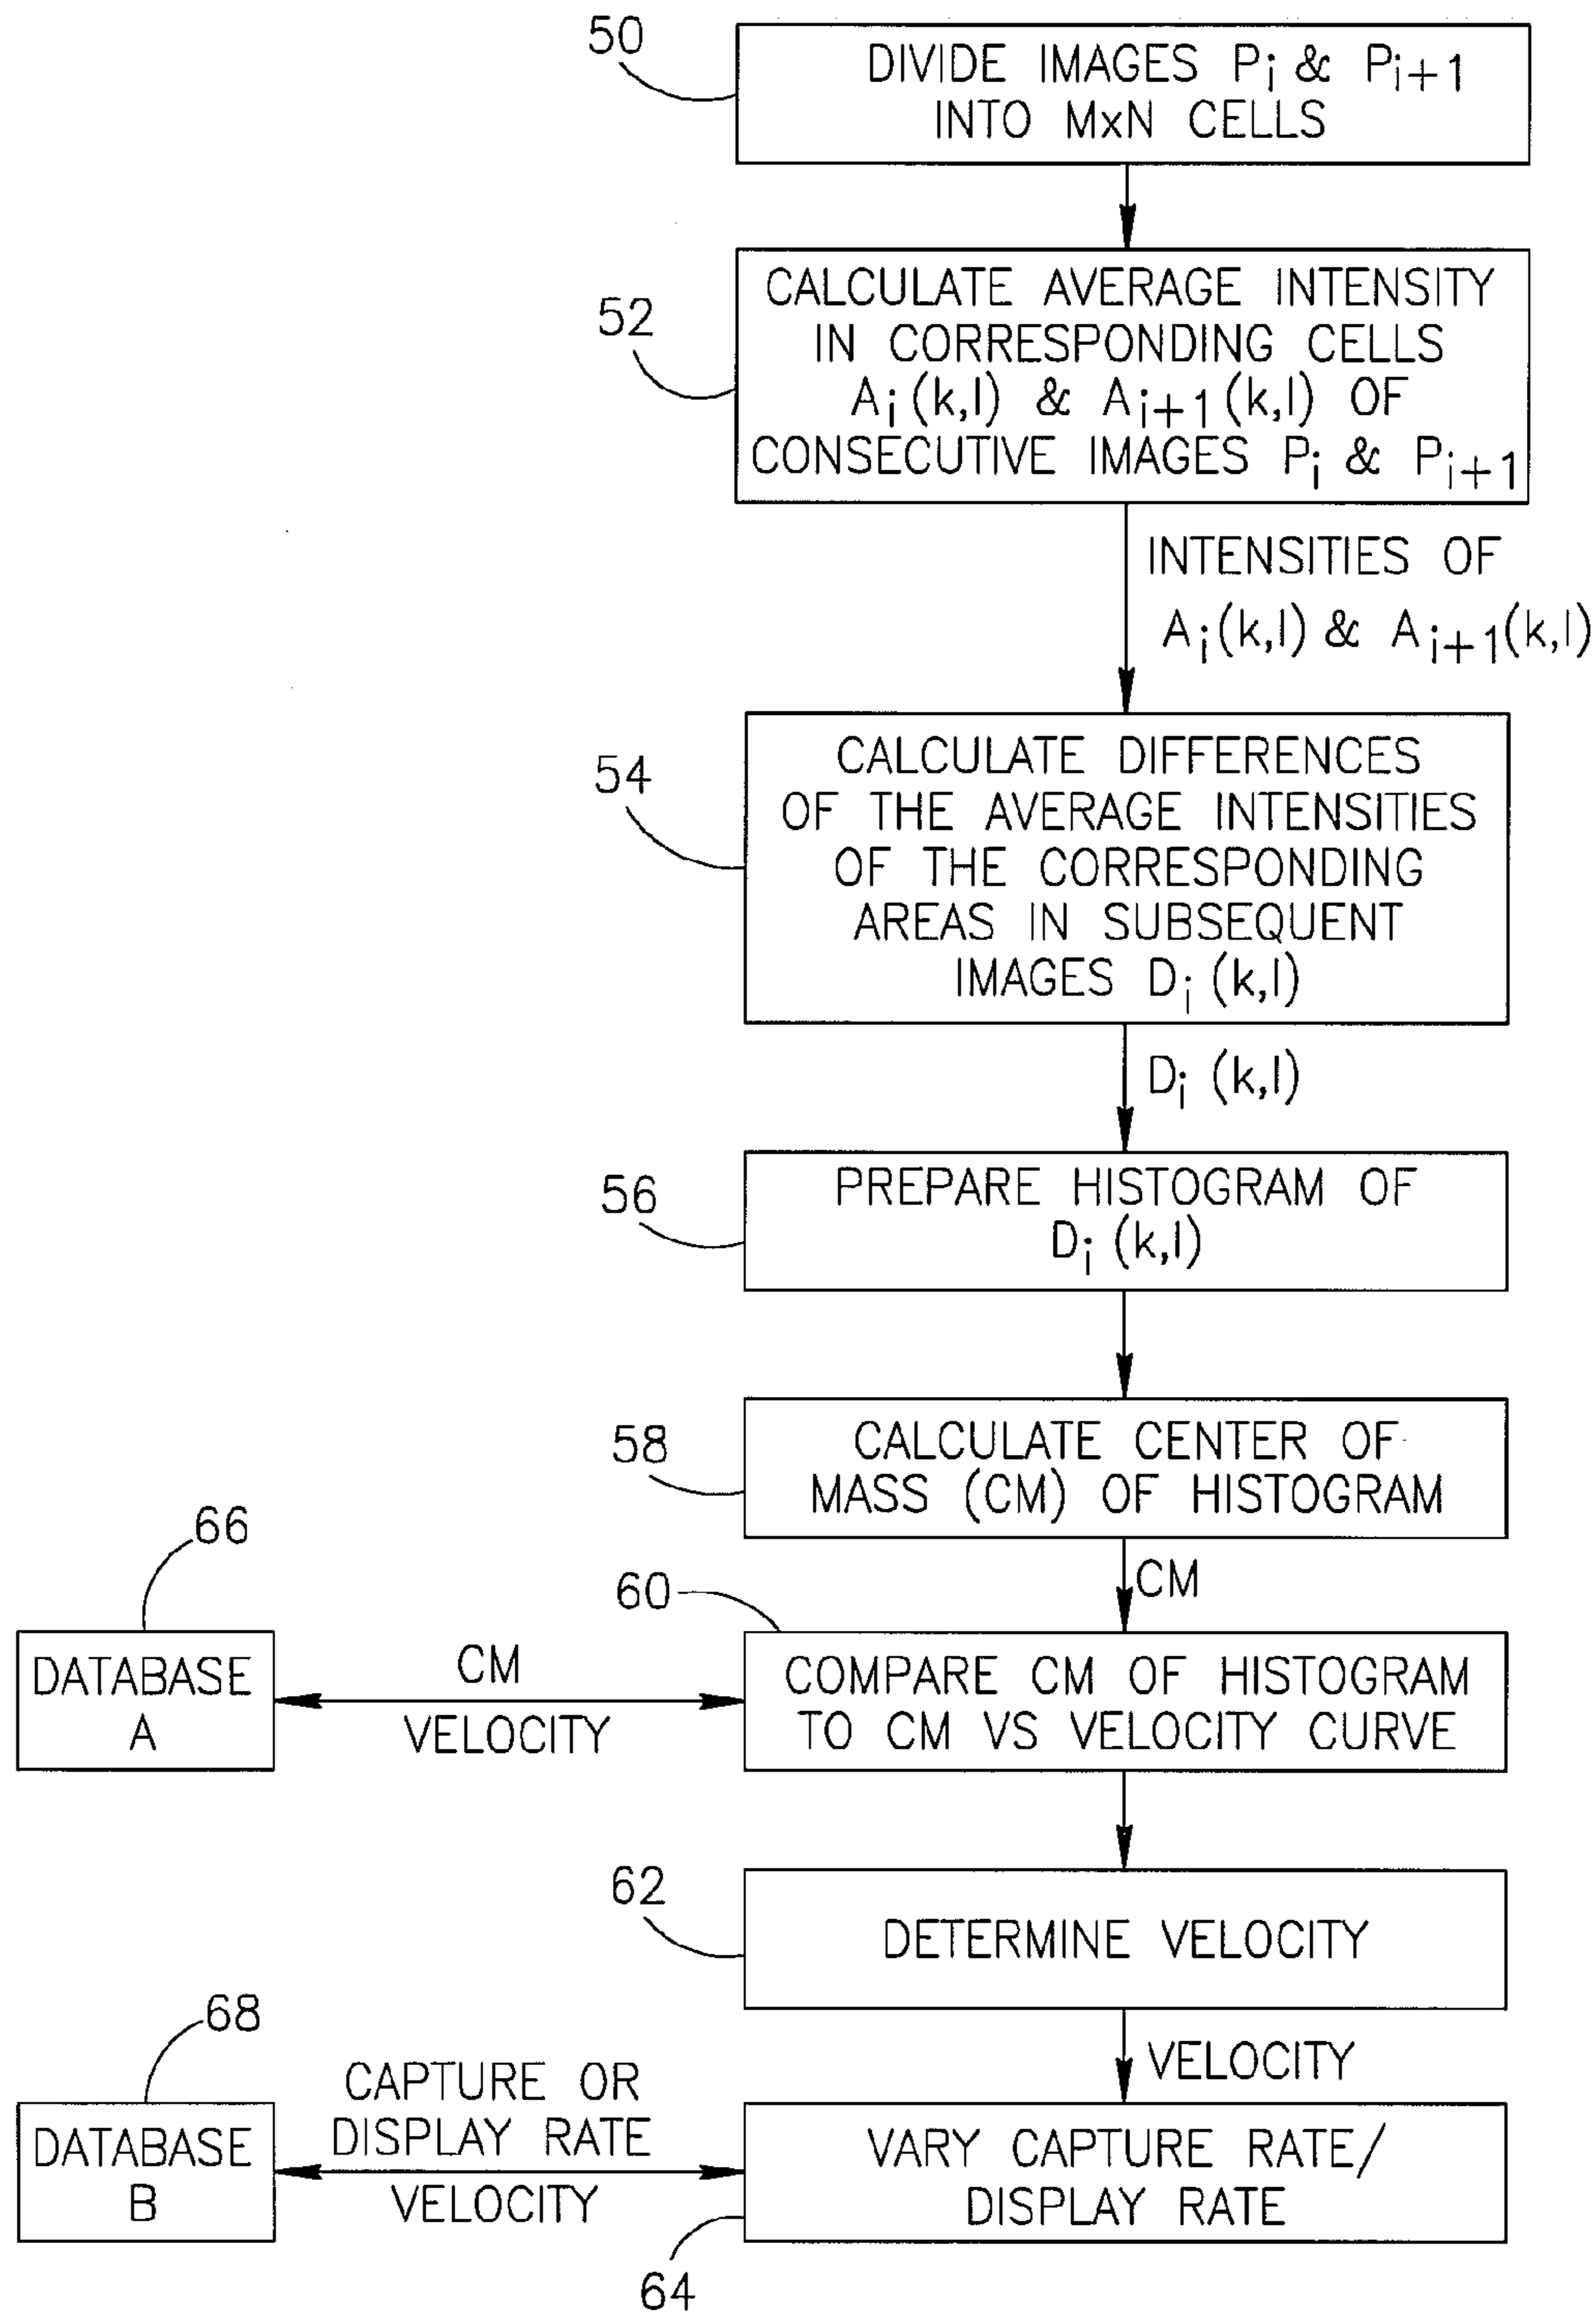 50
DIVIDE IMAGES Pi & Pi+1
INTO MxN CELLS
52
CALCULATE AVERAGE INTENSITY
IN CORRESPONDING CELLS
Ai(k,l) & Ai+1(k,l) OF
CONSECUTIVE IMAGES Pi & Pi+1
INTENSITIES OF
Ai(k,l) & Ai+1(k,l)
54
CALCULATE DIFFERENCES
OF THE AVERAGE INTENSITIES
OF THE CORRESPONDING
AREAS IN SUBSEQUENT
IMAGES Di (k,l)
Di (k,l)
56
PREPARE HISTOGRAM OF
Di (k,l)
58
CALCULATE CENTER OF
MASS (CM) OF HISTOGRAM
CM
60
COMPARE CM OF HISTOGRAM
TO CM VS VELOCITY CURVE
66
DATABASE
A
CM
VELOCITY
62
DETERMINE VELOCITY
VELOCITY
68
DATABASE
B
CAPTURE OR
DISPLAY RATE
VELOCITY
VARY CAPTURE RATE/
DISPLAY RATE
64